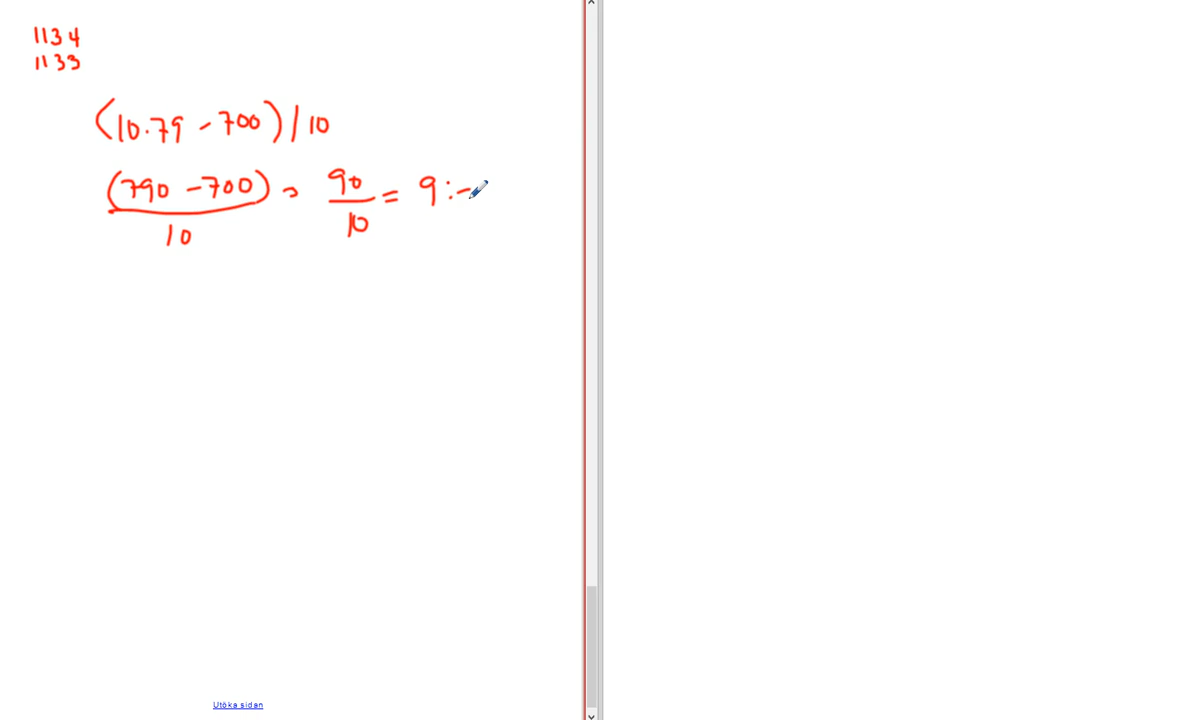 1134
1133
(10.79 - 700) / 10
(790 - 700) = 90 = 9:-
10 10
Utöka sidan